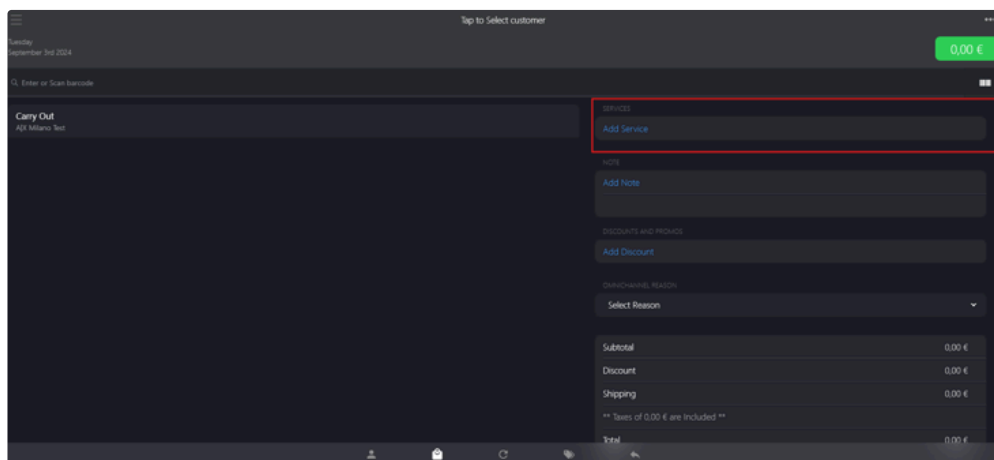 Tap to Select customer
Tuesday
September 3rd 2024
0,00 €
Enter or Scan barcode
Carry Out
A|X Milano Test
SERVICES
Add Service
NOTE
Add Note
DISCOUNTS AND PROMOS
Add Discount
OMNICHANNEL REASON
Select Reason
Subtotal 0,00 €
Discount 0,00 €
Shipping 0,00 €
** Taxes of 0,00 € are Included **
Total 0,00 €